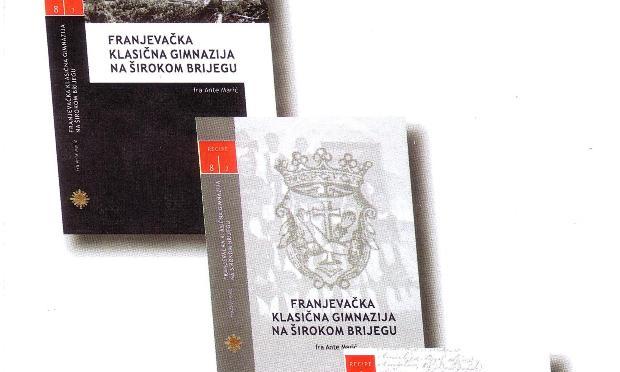 8
FRANJEVAČKA
KLASIČNA GIMNAZIJA
NA ŠIROKOM BRIJEGU
fra Ante Marić
FRANJEVAČKA KLASIČNA GIMNAZIJA
NA ŠIROKOM BRIJEGU
RECIPE
8
FRANJEVAČKA KLASIČNA GIMNAZIJA
NA ŠIROKOM BRIJEGU
FRANJEVAČKA
KLASIČNA GIMNAZIJA
NA ŠIROKOM BRIJEGU
fra Ante Marić
RECIPE